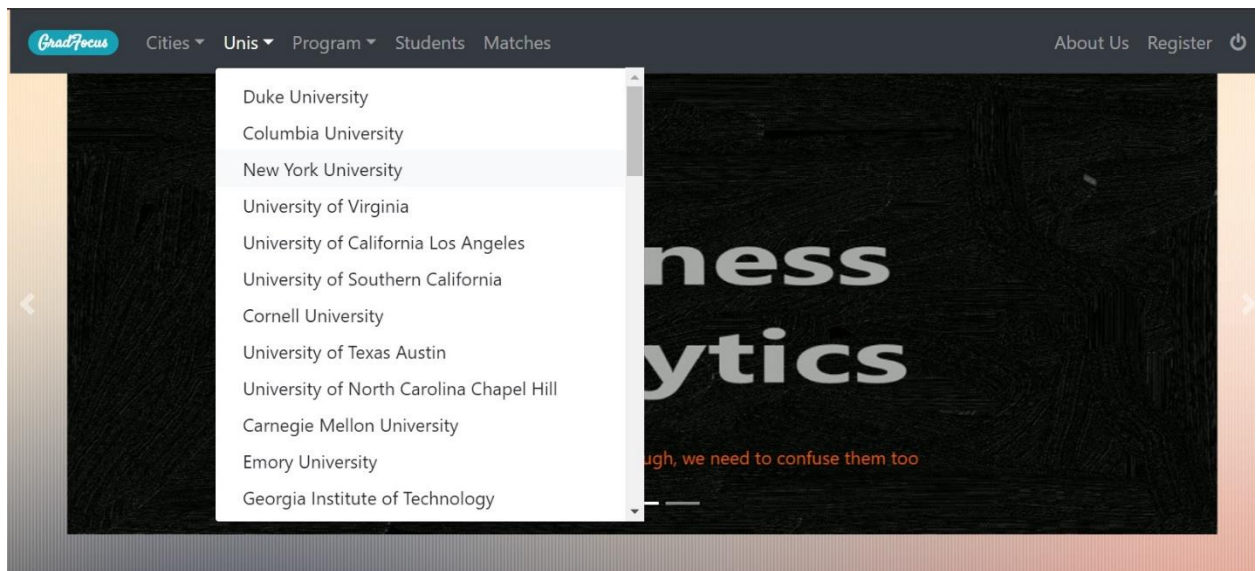 GradFocus Cities Unis Program Students Matches About Us Register
Duke University
Columbia University
New York University
University of Virginia
University of California Los Angeles
University of Southern California
Cornell University
University of Texas Austin
University of North Carolina Chapel Hill
Carnegie Mellon University
Emory University
Georgia Institute of Technology
ness
ytics
ugh, we need to confuse them too